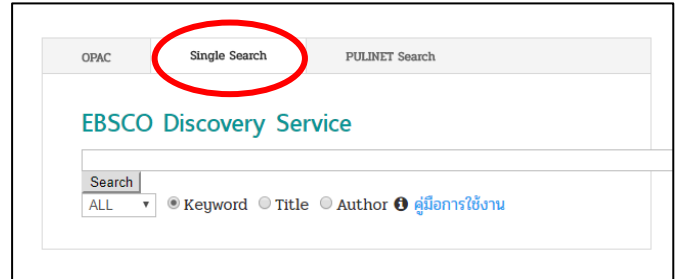 OPAC Single Search PULINET Search
EBSCO Discovery Service
Search
ALL Keyword Title Author คู่มือการใช้งาน